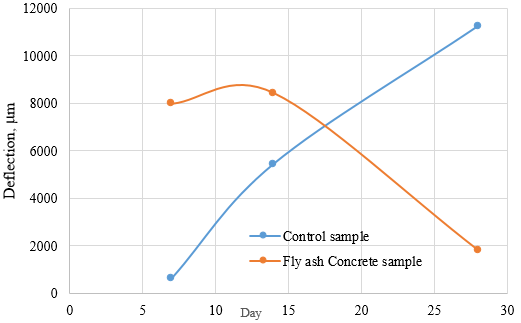 12000
10000
8000
6000
4000
2000
0
Deflection, µm
Control sample
Fly ash Concrete sample
0 5 10 15 20 25 30
Day